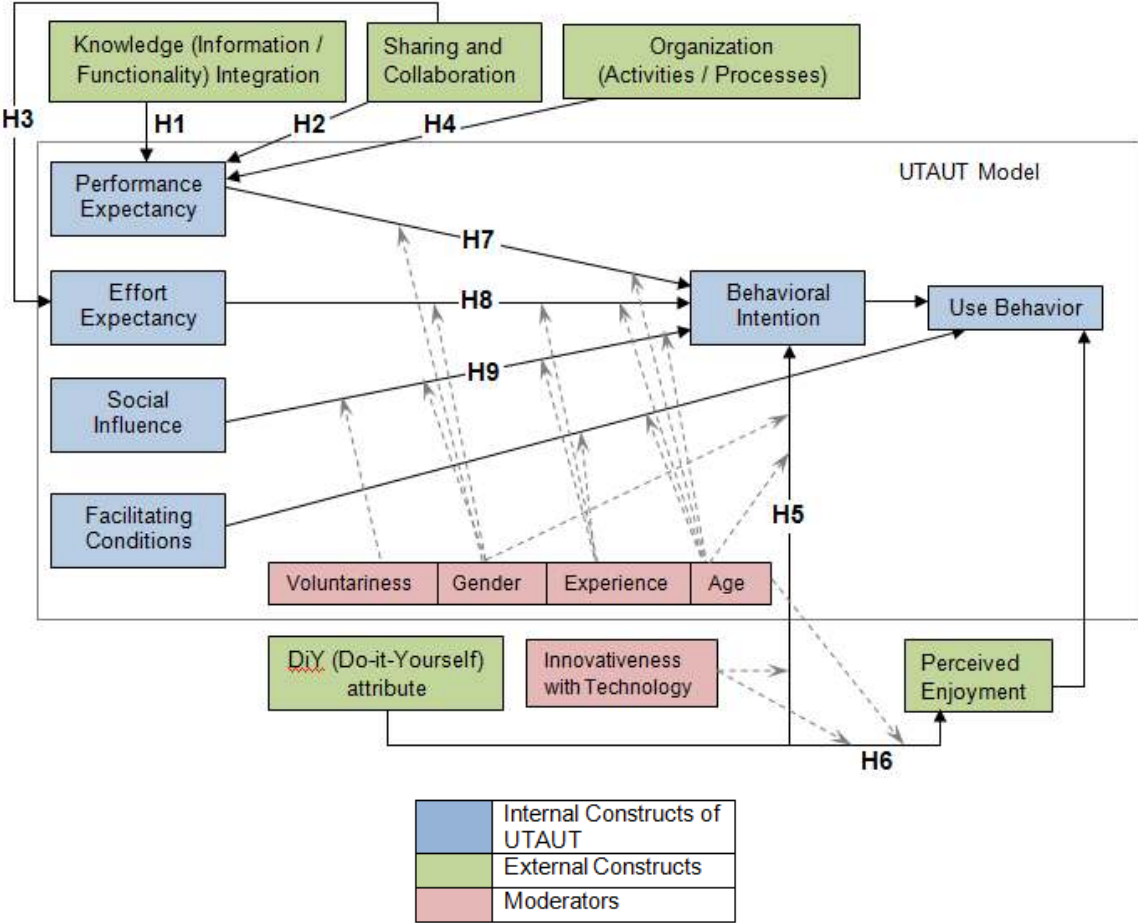 Knowledge (Information /
Functionality) Integration
Sharing and
Collaboration
Organization
(Activities / Processes)
H3
H1
H2
H4
UTAUT Model
Performance
Expectancy
H7
Effort
Expectancy
H8
Behavioral
Intention
Use Behavior
Social
Influence
H9
Facilitating
Conditions
H5
Voluntariness
Gender
Experience
Age
DiY (Do-it-Yourself)
attribute
Innovativeness
with Technology
Perceived
Enjoyment
H6
Internal Constructs of
UTAUT
External Constructs
Moderators